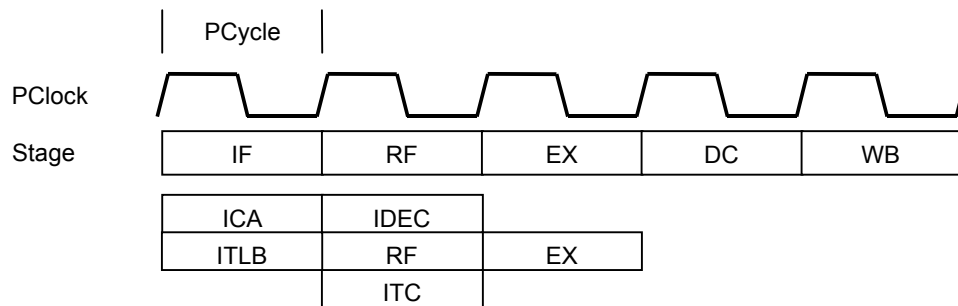 PCycle
PClock
Stage IF RF EX DC WB
ICA IDEC
ITLB RF EX
ITC